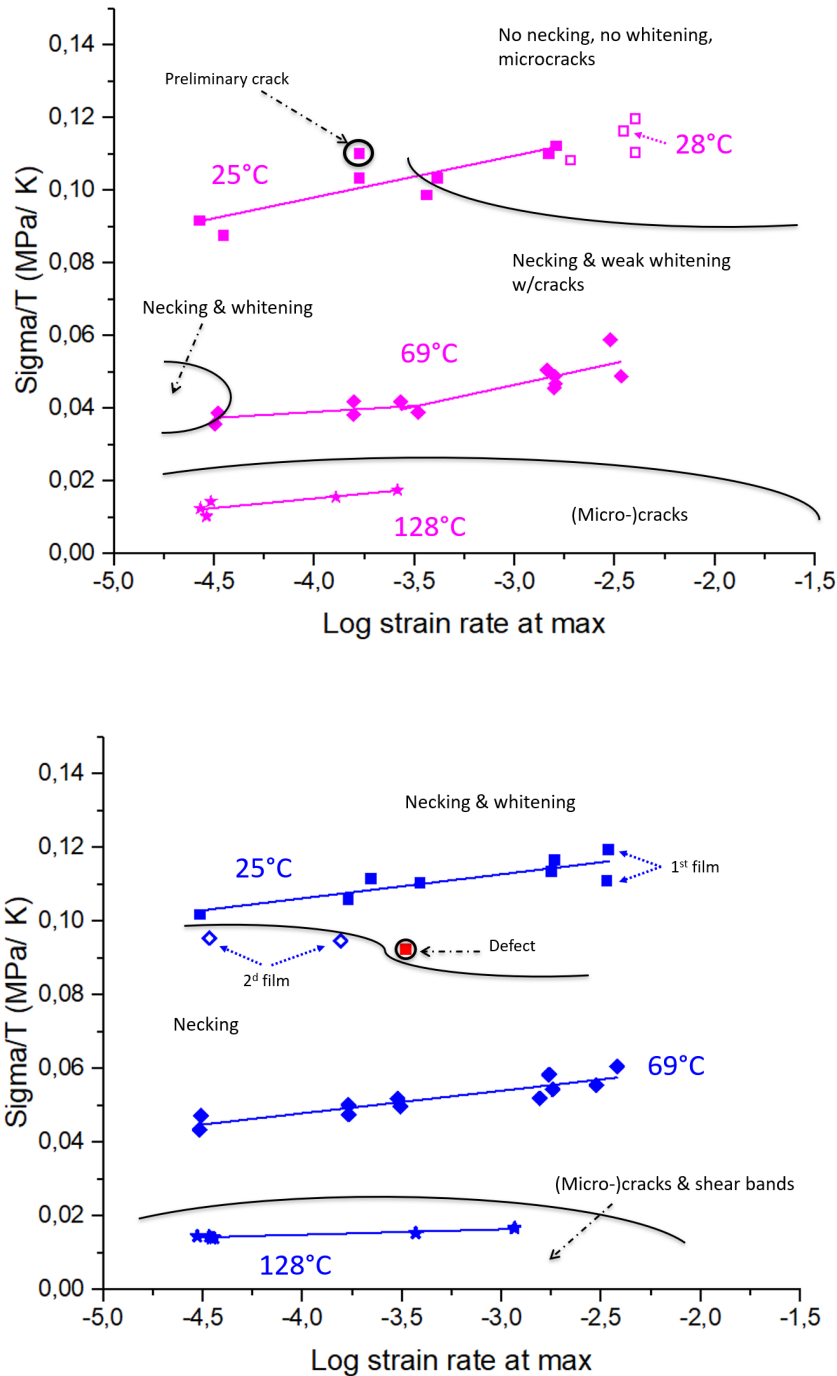 No necking, no whitening,
microcracks
Preliminary crack
25°C
28°C
Necking & weak whitening
w/cracks
Necking & whitening
69°C
128°C
(Micro-)cracks
Sigma/T (MPa/ K)
0,14
0,12
0,10
0,08
0,06
0,04
0,02
0,00
-5,0 -4,5 -4,0 -3,5 -3,0 -2,5 -2,0 -1,5
Log strain rate at max
Necking & whitening
25°C
1st film
Defect
2d film
Necking
69°C
(Micro-)cracks & shear bands
128°C
Sigma/T (MPa/ K)
0,14
0,12
0,10
0,08
0,06
0,04
0,02
0,00
-5,0 -4,5 -4,0 -3,5 -3,0 -2,5 -2,0 -1,5
Log strain rate at max